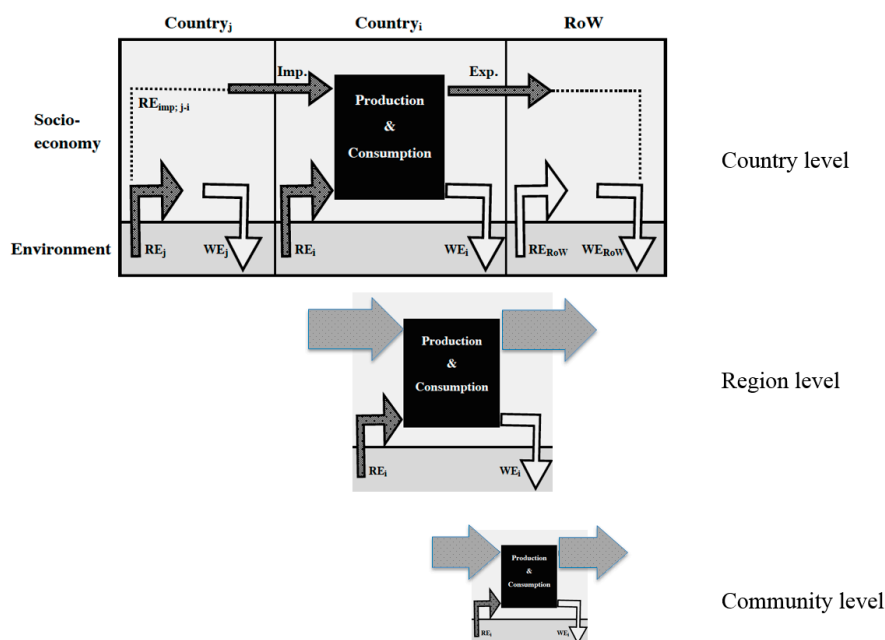 Country_j Country_i RoW
Imp. Exp.
RE_imp; j-i
Production
&
Consumption
Socio-
economy
Country level
Environment
RE_j WE_j RE_i WE_i RE_RoW WE_RoW
Production
&
Consumption
Region level
RE_i WE_i
Production
&
Consumption
Community level
RE_i WE_i